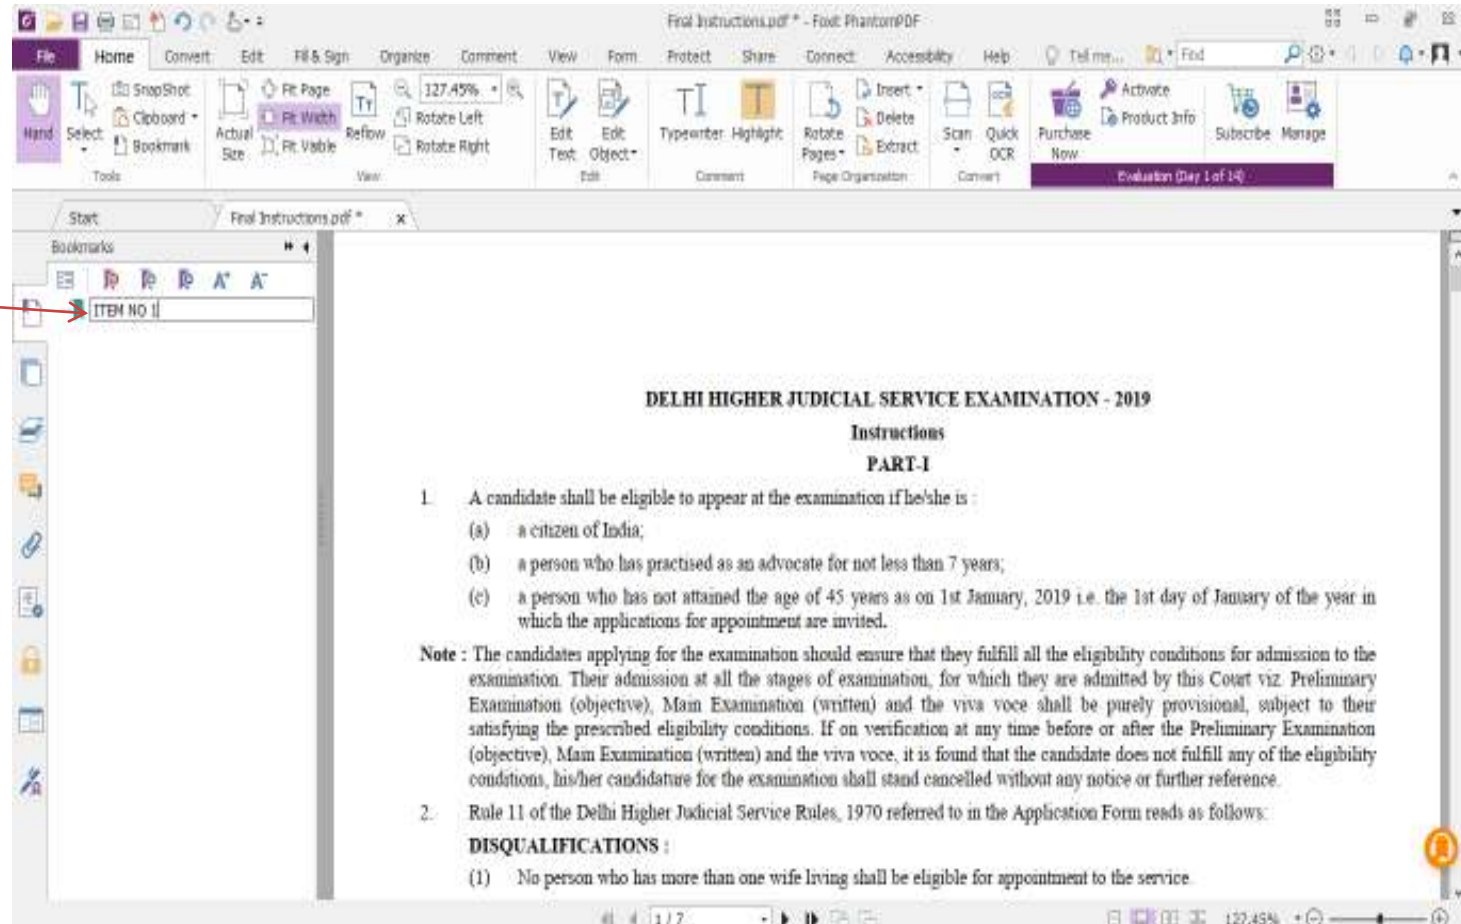 Final Instructions.pdf * - Foxit PhantomPDF
File Home Convert Edit Fill & Sign Organize Comment View Form Protect Share Connect Accessibility Help Tell me... Find
Hand
Select
SnapShot
Clipboard
Bookmark
Tools
Actual Size
Fit Page
Fit Width
Fit Visible
Reflow
127.45%
Rotate Left
Rotate Right
View
Edit Text
Edit Object
Edit
Typewriter
Highlight
Comment
Rotate Pages
Insert
Delete
Extract
Page Organization
Scan
Quick OCR
Convert
Purchase Now
Activate
Product Info
Subscribe
Manage
Evaluation (Day 1 of 14)
Start
Final Instructions.pdf *
Bookmarks
ITEM NO 1
DELHI HIGHER JUDICIAL SERVICE EXAMINATION - 2019
Instructions
PART-I
1. A candidate shall be eligible to appear at the examination if he/she is :
(a) a citizen of India;
(b) a person who has practised as an advocate for not less than 7 years;
(c) a person who has not attained the age of 45 years as on 1st January, 2019 i.e. the 1st day of January of the year in
which the applications for appointment are invited.
Note : The candidates applying for the examination should ensure that they fulfill all the eligibility conditions for admission to the
examination. Their admission at all the stages of examination, for which they are admitted by this Court viz. Preliminary
Examination (objective), Main Examination (written) and the viva voce shall be purely provisional, subject to their
satisfying the prescribed eligibility conditions. If on verification at any time before or after the Preliminary Examination
(objective), Main Examination (written) and the viva voce, it is found that the candidate does not fulfill any of the eligibility
conditions, his/her candidature for the examination shall stand cancelled without any notice or further reference.
2. Rule 11 of the Delhi Higher Judicial Service Rules, 1970 referred to in the Application Form reads as follows:
DISQUALIFICATIONS :
(1) No person who has more than one wife living shall be eligible for appointment to the service.
1 / 7
127.45%